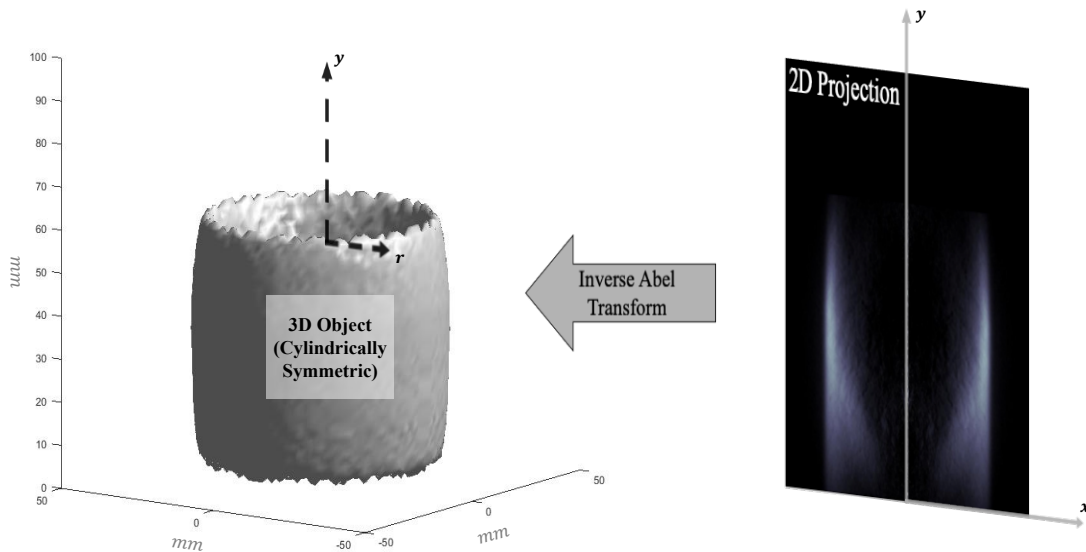 y
2D Projection
100
90
80
70
60
50
40
30
20
10
0
mm
y
r
3D Object
(Cylindrically
Symmetric)
Inverse Abel
Transform
50
0
-50
mm
-50
0
50
mm
x